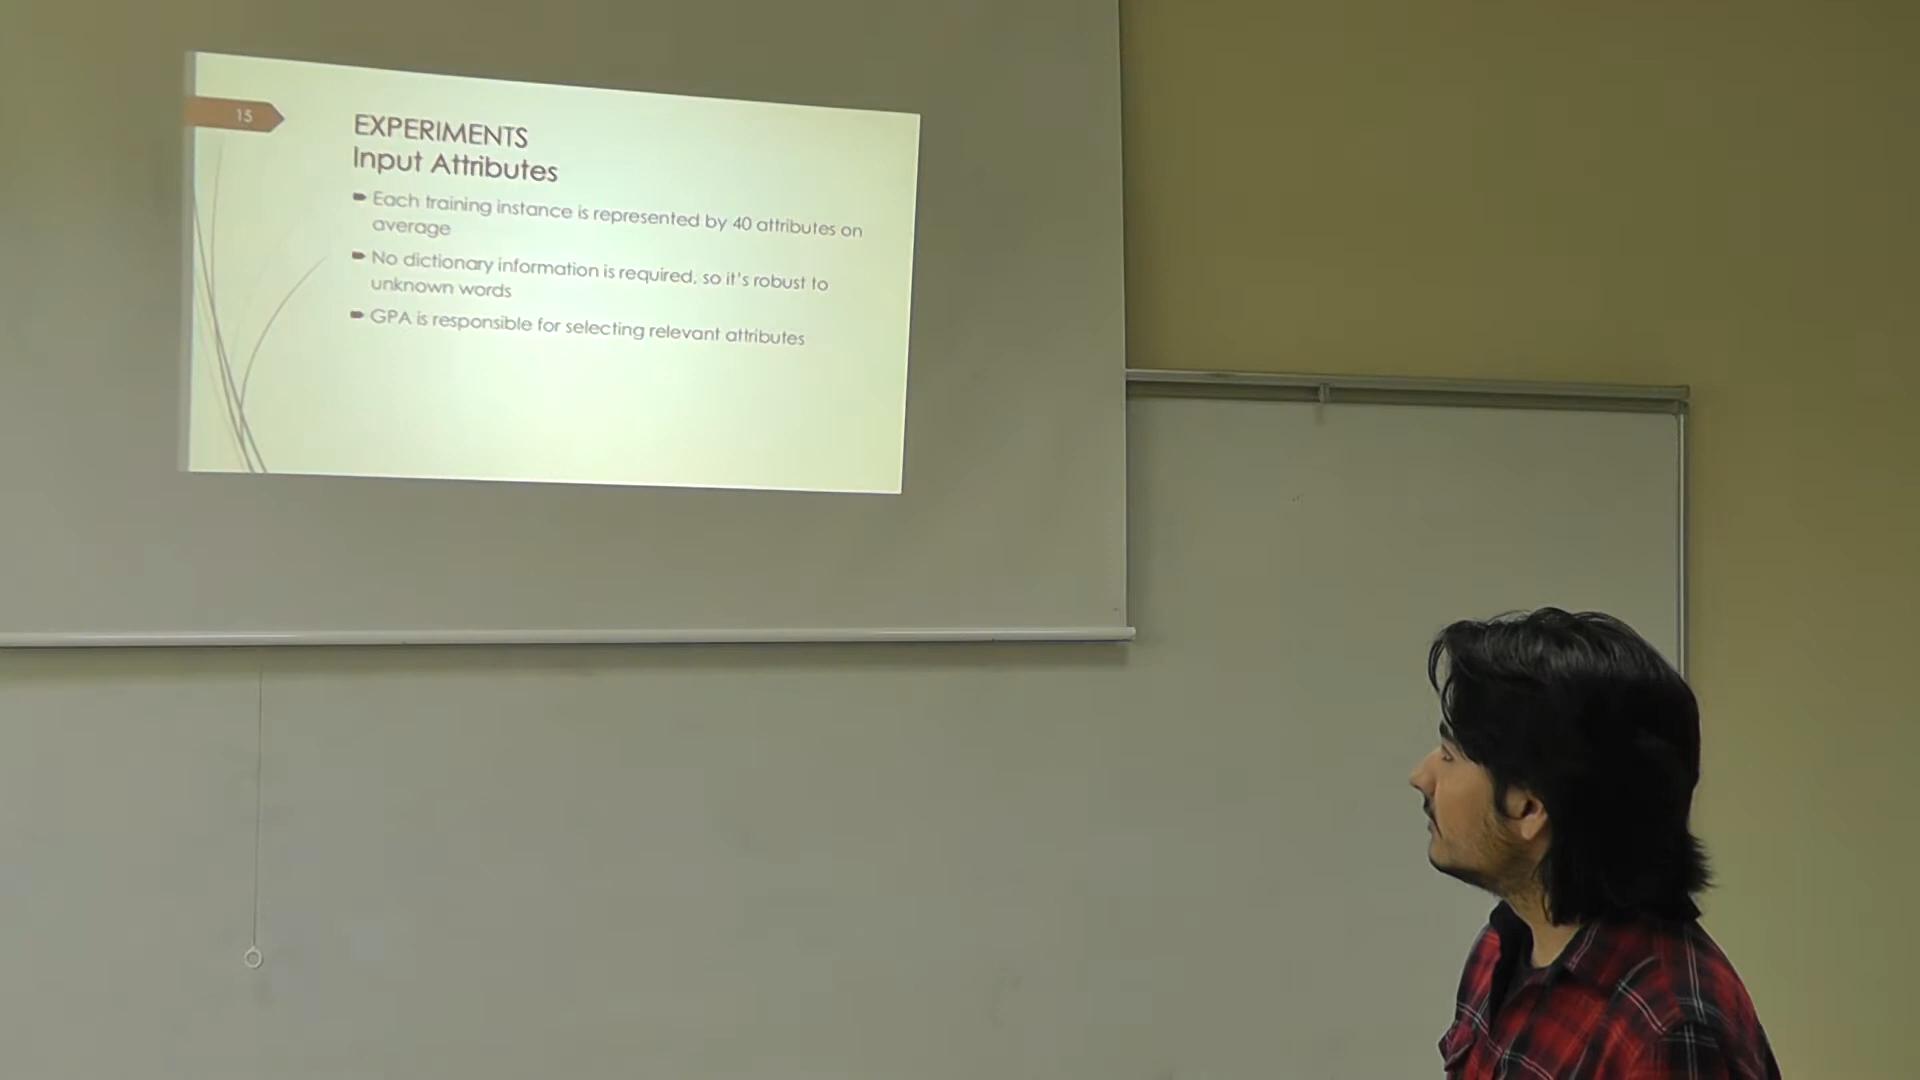 15
EXPERIMENTS
Input Attributes
Each training instance is represented by 40 attributes on
average
No dictionary information is required, so it's robust to
unknown words
GPA is responsible for selecting relevant attributes